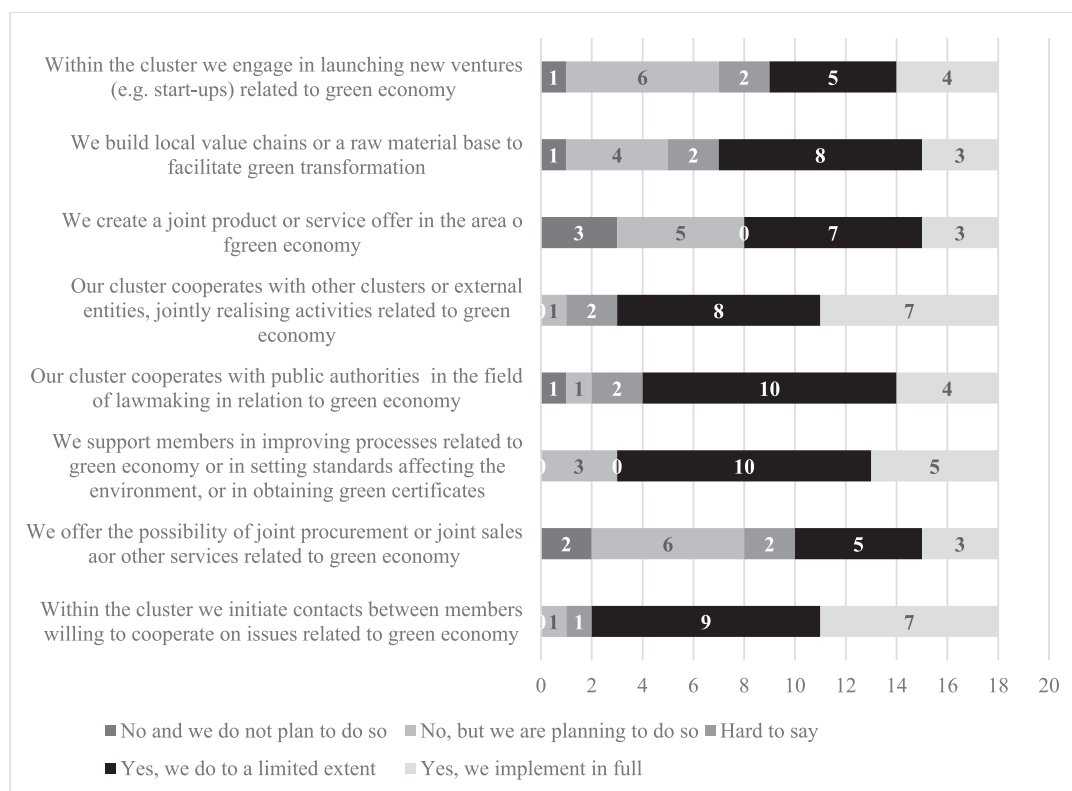 Within the cluster we engage in launching new ventures
(e.g. start-ups) related to green economy
1 6 2 5 4
We build local value chains or a raw material base to
facilitate green transformation
1 4 2 8 3
We create a joint product or service offer in the area o
fgreen economy
3 5 0 7 3
Our cluster cooperates with other clusters or external
entities, jointly realising activities related to green
economy
0 1 2 8 7
Our cluster cooperates with public authorities in the field
of lawmaking in relation to green economy
1 1 2 10 4
We support members in improving processes related to
green economy or in setting standards affecting the
environment, or in obtaining green certificates
0 3 0 10 5
We offer the possibility of joint procurement or joint sales
aor other services related to green economy
2 6 2 5 3
Within the cluster we initiate contacts between members
willing to cooperate on issues related to green economy
0 1 1 9 7
0 2 4 6 8 10 12 14 16 18 20
No and we do not plan to do so No, but we are planning to do so Hard to say
Yes, we do to a limited extent Yes, we implement in full